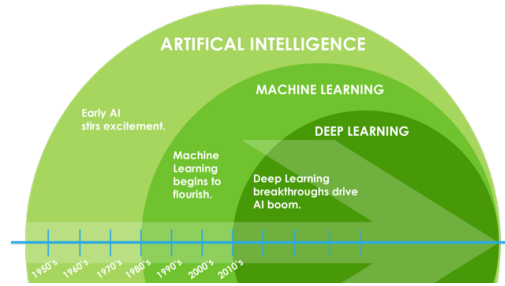 ARTIFICAL INTELLIGENCE
MACHINE LEARNING
DEEP LEARNING
Early AI
stirs excitement.
Machine
Learning
begins to
flourish.
Deep Learning
breakthroughs drive
AI boom.
1950's 1960's 1970's 1980's 1990's 2000's 2010's